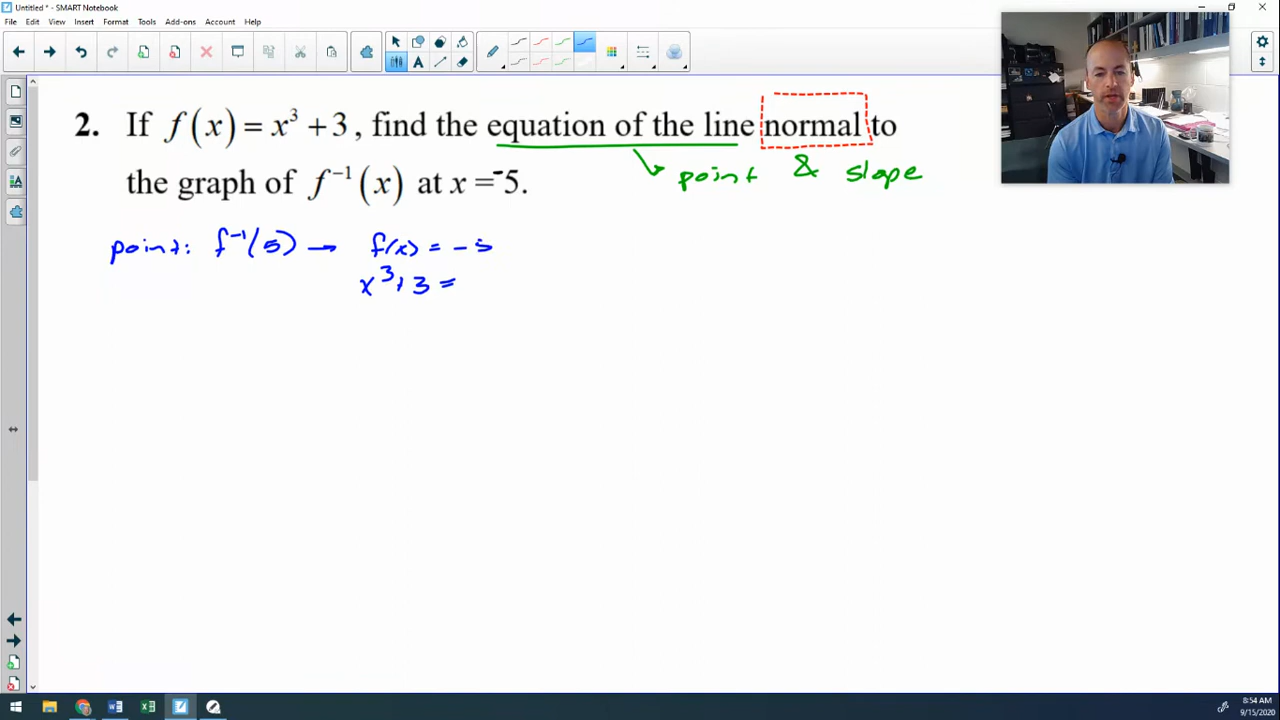 Untitled * - SMART Notebook
File Edit View Insert Format Tools Add-ons Account Help
2. If f(x) = x³ + 3, find the equation of the line normal to
the graph of f⁻¹(x) at x = ⁻5.
point & slope
point: f⁻¹(5) → f(x) = -5
x³ + 3 =
8:54 AM
9/15/2020